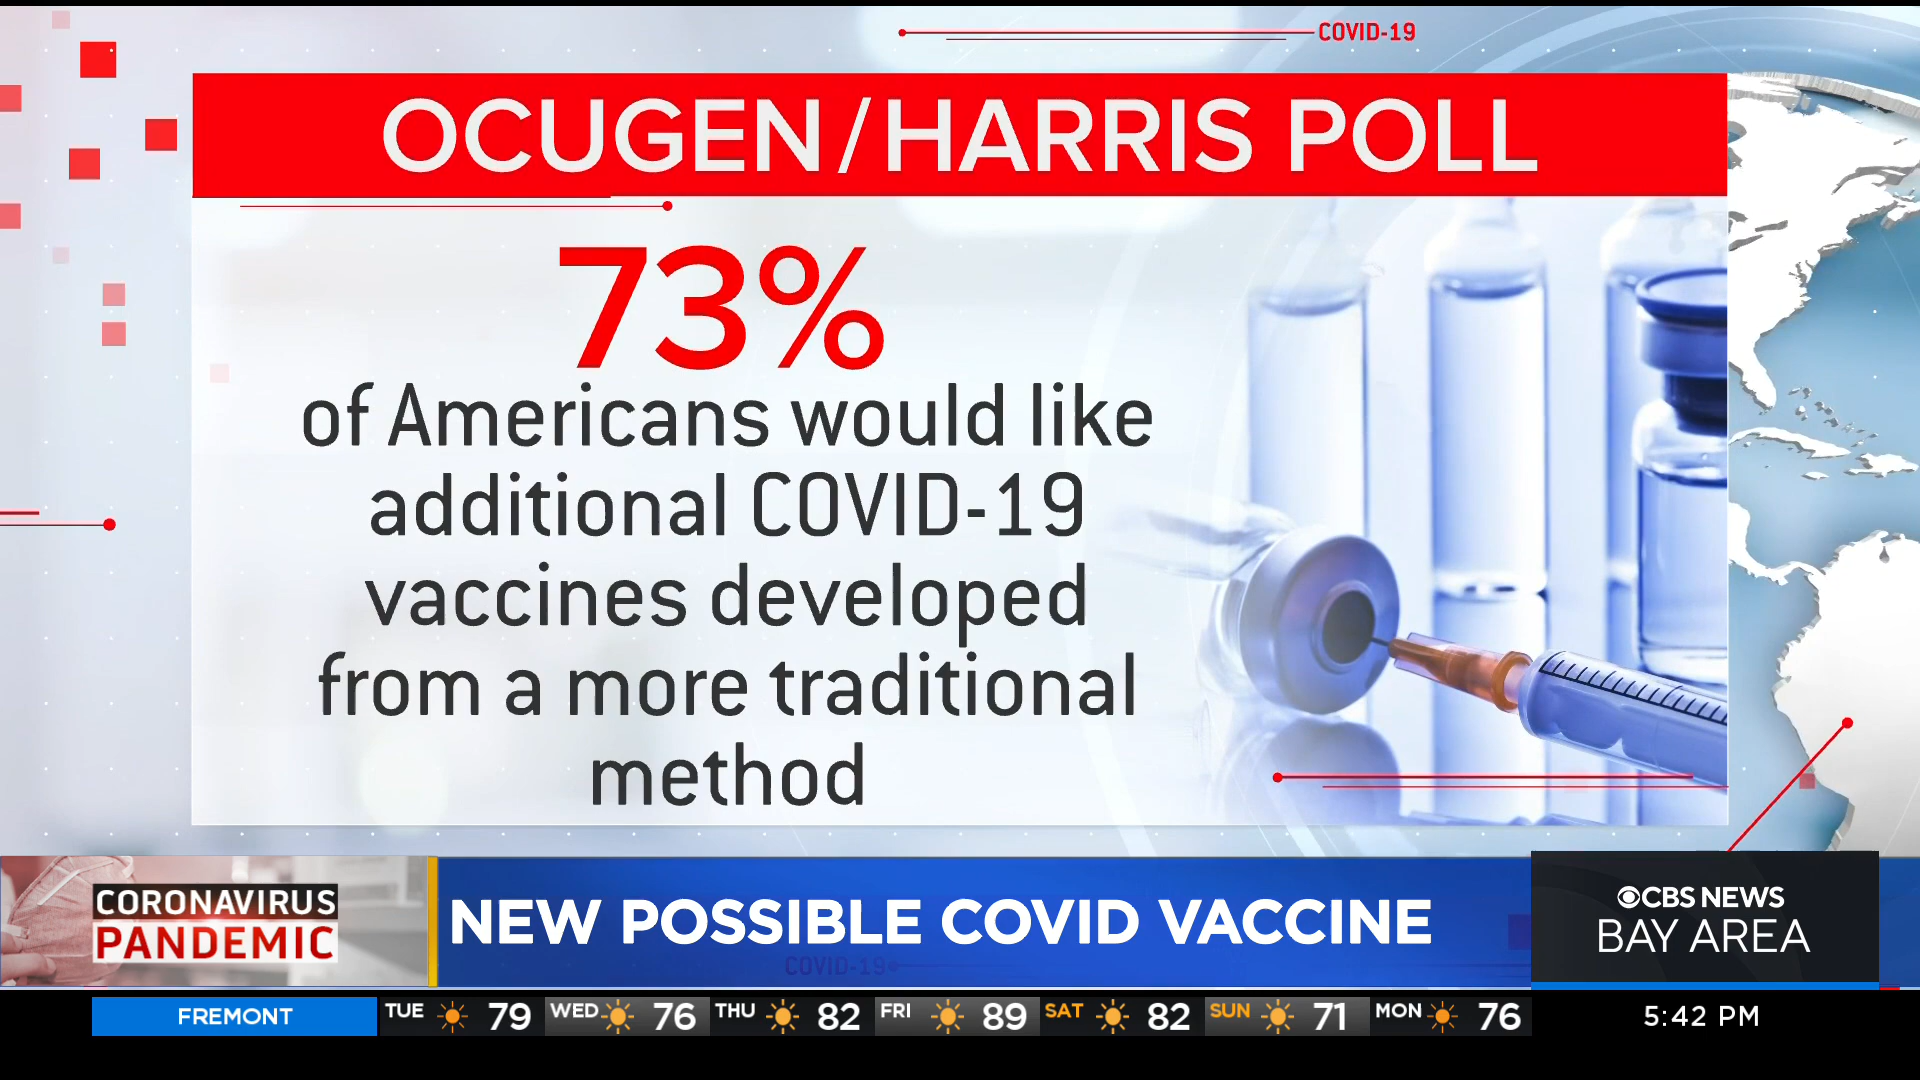 COVID-19
OCUGEN/HARRIS POLL
73%
of Americans would like
additional COVID-19
vaccines developed
from a more traditional
method
CORONAVIRUS
PANDEMIC
NEW POSSIBLE COVID VACCINE
COVID-19
CBS NEWS
BAY AREA
FREMONT TUE 79 WED 76 THU 82 FRI 89 SAT 82 SUN 71 MON 76 5:42 PM